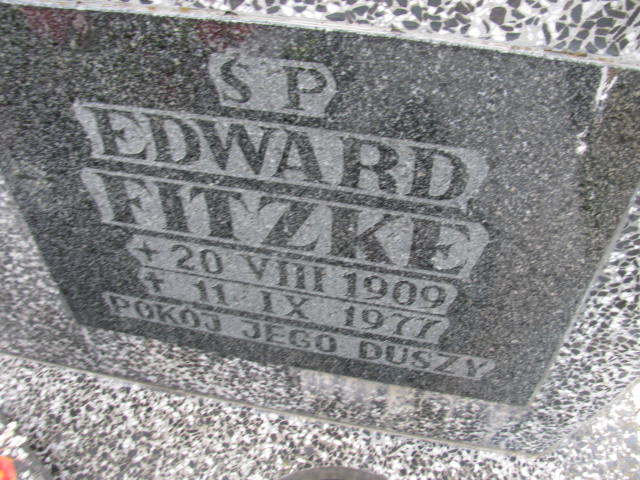 S P
EDWARD
FITZKE
+ 20 VIII 1909
+ 11 IX 1977
POKÓJ JEGO DUSZY